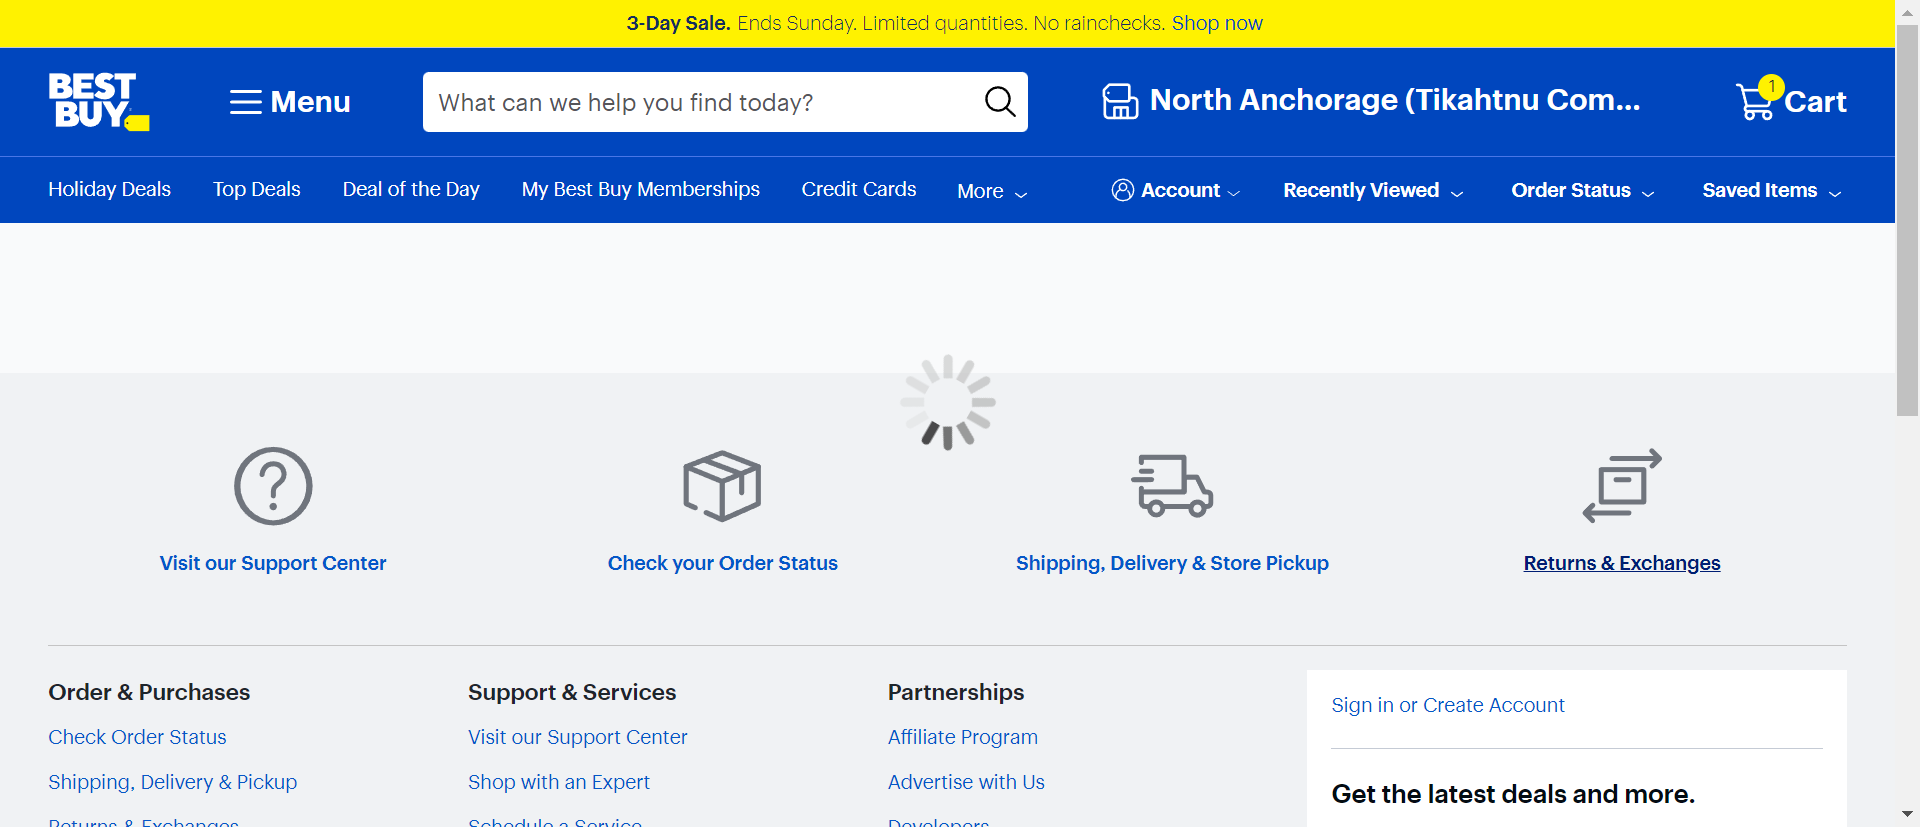 3-Day Sale. Ends Sunday. Limited quantities. No rainchecks. Shop now
BEST BUY
Menu
What can we help you find today?
North Anchorage (Tikahtnu Com...
1
Cart
Holiday Deals
Top Deals
Deal of the Day
My Best Buy Memberships
Credit Cards
More
Account
Recently Viewed
Order Status
Saved Items
Visit our Support Center
Check your Order Status
Shipping, Delivery & Store Pickup
Returns & Exchanges
Order & Purchases
Check Order Status
Shipping, Delivery & Pickup
Returns & Exchanges
Support & Services
Visit our Support Center
Shop with an Expert
Schedule a Service
Partnerships
Affiliate Program
Advertise with Us
Developers
Sign in or Create Account
Get the latest deals and more.